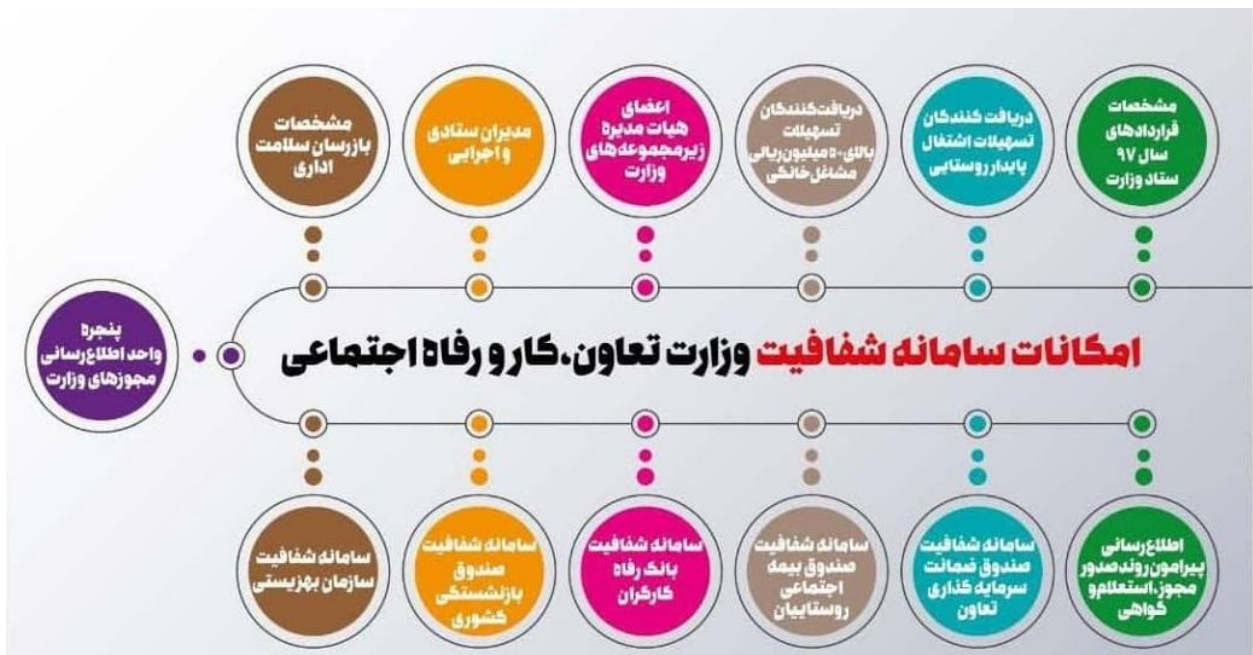 مشخصات
قراردادهای
سال ۹۷
ستاد وزارت
دریافت کنندگان
تسهیلات اشتغال
پایدار روستایی
دریافت‌کنندگان
تسهیلات
بالای ۵۰۰ میلیون ریالی
مشاغل خانگی
اعضای
هیات مدیره
زیرمجموعه‌های
وزارت
مدیران ستادی
و اجرایی
مشخصات
بازرسان سلامت
اداری
امکانات سامانه شفافیت وزارت تعاون،کار و رفاه اجتماعی
پنجره
واحد اطلاع‌رسانی
مجوزهای وزارت
اطلاع‌رسانی
پیرامون روند صدور
مجوز،استعلام و
گواهی
سامانه شفافیت
صندوق ضمانت
سرمایه گذاری
تعاون
سامانه شفافیت
صندوق بیمه
اجتماعی
روستاییان
سامانه شفافیت
بانک رفاه
کارگران
سامانه شفافیت
صندوق
بازنشستگی
کشوری
سامانه شفافیت
سازمان بهزیستی